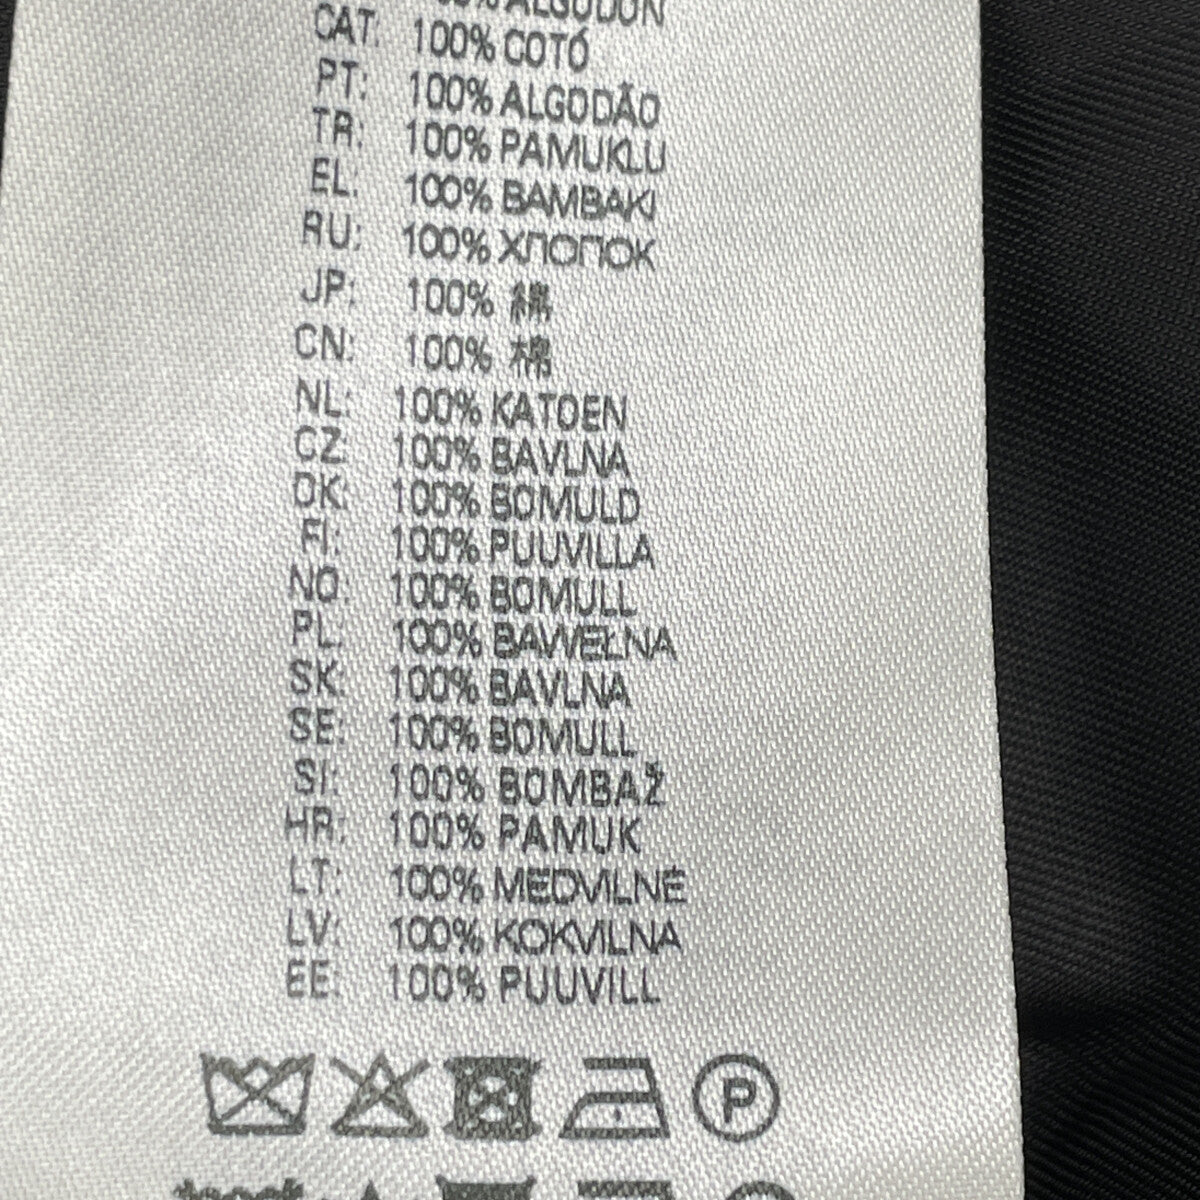 100% ALGODÓN
CAT: 100% COTÓ
PT: 100% ALGODÃO
TR: 100% PAMUKLU
EL: 100% BAMBAKI
RU: 100% ХЛОПОК
JP: 100% 綿
CN: 100% 棉
NL: 100% KATOEN
CZ: 100% BAVLNA
DK: 100% BOMULD
FI: 100% PUUVILLA
NO: 100% BOMULL
PL: 100% BAWEŁNA
SK: 100% BAVLNA
SE: 100% BOMULL
SI: 100% BOMBAŽ
HR: 100% PAMUK
LT: 100% MEDVILNĖ
LV: 100% KOKVILNA
EE: 100% PUUVILL
P